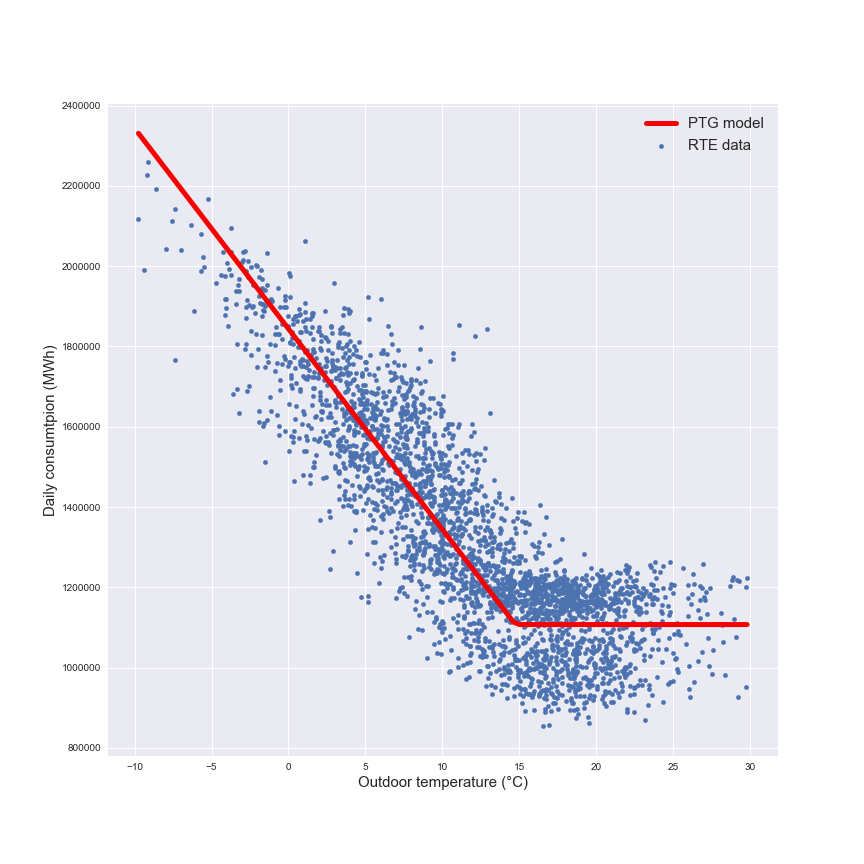 PTG model
RTE data
Daily consumtpion (MWh)
2400000
2200000
2000000
1800000
1600000
1400000
1200000
1000000
800000
−10 −5 0 5 10 15 20 25 30
Outdoor temperature (°C)